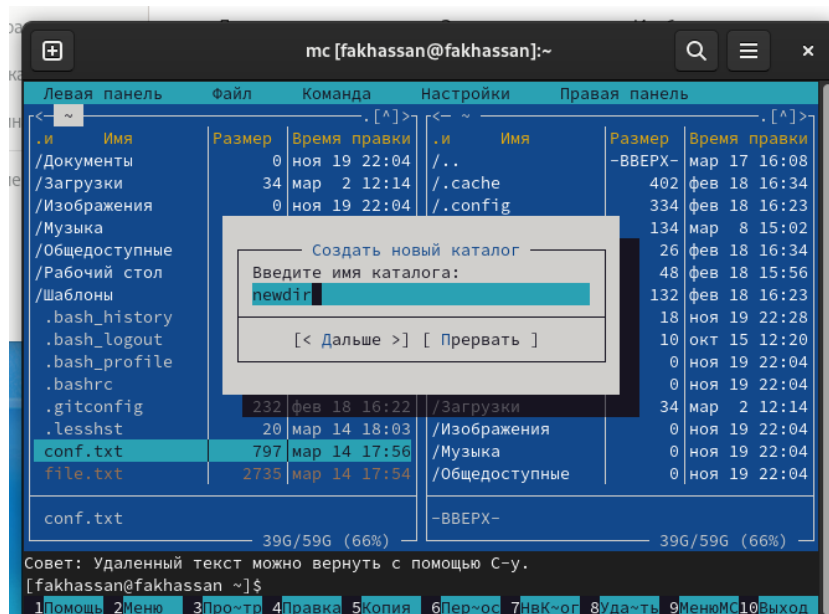 mc [fakhassan@fakhassan]:~
Левая панель Файл Команда Настройки Правая панель
<- ~ .[^]> <- ~ .[^]>
.и Имя Размер Время правки .и Имя Размер Время правки
/Документы 0 ноя 19 22:04 /.. -ВВЕРХ- мар 17 16:08
/Загрузки 34 мар 2 12:14 /.cache 402 фев 18 16:34
/Изображения 0 ноя 19 22:04 /.config 334 фев 18 16:23
/Музыка 134 мар 8 15:02
/Общедоступные Создать новый каталог 26 фев 18 16:34
/Рабочий стол Введите имя каталога: 48 фев 18 15:56
/Шаблоны newdir 132 фев 18 16:23
.bash_history 18 ноя 19 22:28
.bash_logout [< Дальше >] [ Прервать ] 10 окт 15 12:20
.bash_profile 0 ноя 19 22:04
.bashrc 0 ноя 19 22:04
.gitconfig 232 фев 18 16:22 /Загрузки 34 мар 2 12:14
.lesshst 20 мар 14 18:03 /Изображения 0 ноя 19 22:04
conf.txt 797 мар 14 17:56 /Музыка 0 ноя 19 22:04
file.txt 2735 мар 14 17:54 /Общедоступные 0 ноя 19 22:04
conf.txt -ВВЕРХ-
39G/59G (66%) 39G/59G (66%)
Совет: Удаленный текст можно вернуть с помощью C-y.
[fakhassan@fakhassan ~]$
1Помощь 2Меню 3Про~тр 4Правка 5Копия 6Пер~ос 7НвК~ог 8Уда~ть 9МенюMC 10Выход